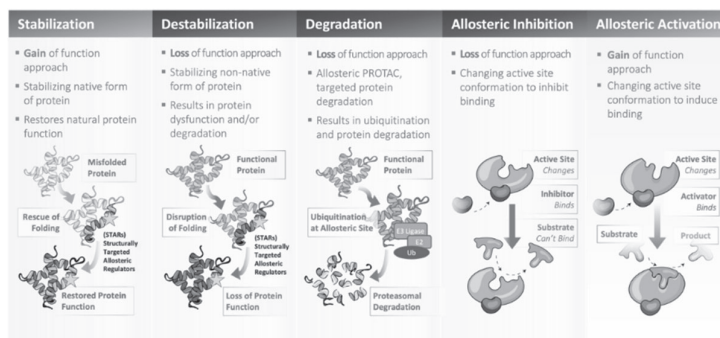 Stabilization
▪ Gain of function
approach
▪ Stabilizing native form
of protein
▪ Restores natural protein
function
Misfolded
Protein
Rescue of
Folding
(STARs)
Structurally
Targeted
Allosteric
Regulators
Restored Protein
Function
Destabilization
▪ Loss of function approach
▪ Stabilizing non-native
form of protein
▪ Results in protein
dysfunction and/or
degradation
Functional
Protein
Disruption
of Folding
(STARs)
Structurally
Targeted
Allosteric
Regulators
Loss of Protein
Function
Degradation
▪ Loss of function approach
▪ Allosteric PROTAC,
targeted protein
degradation
▪ Results in ubiquitination
and protein degradation
Functional
Protein
Ubiquitination
at Allosteric Site
E3 Ligase
E2
Ub
Proteasomal
Degradation
Allosteric Inhibition
▪ Loss of function approach
▪ Changing active site
conformation to inhibit
binding
Active Site
Changes
Inhibitor
Binds
Substrate
Can't Bind
Allosteric Activation
▪ Gain of function
approach
▪ Changing active site
conformation to induce
binding
Active Site
Changes
Activator
Binds
Substrate
Product